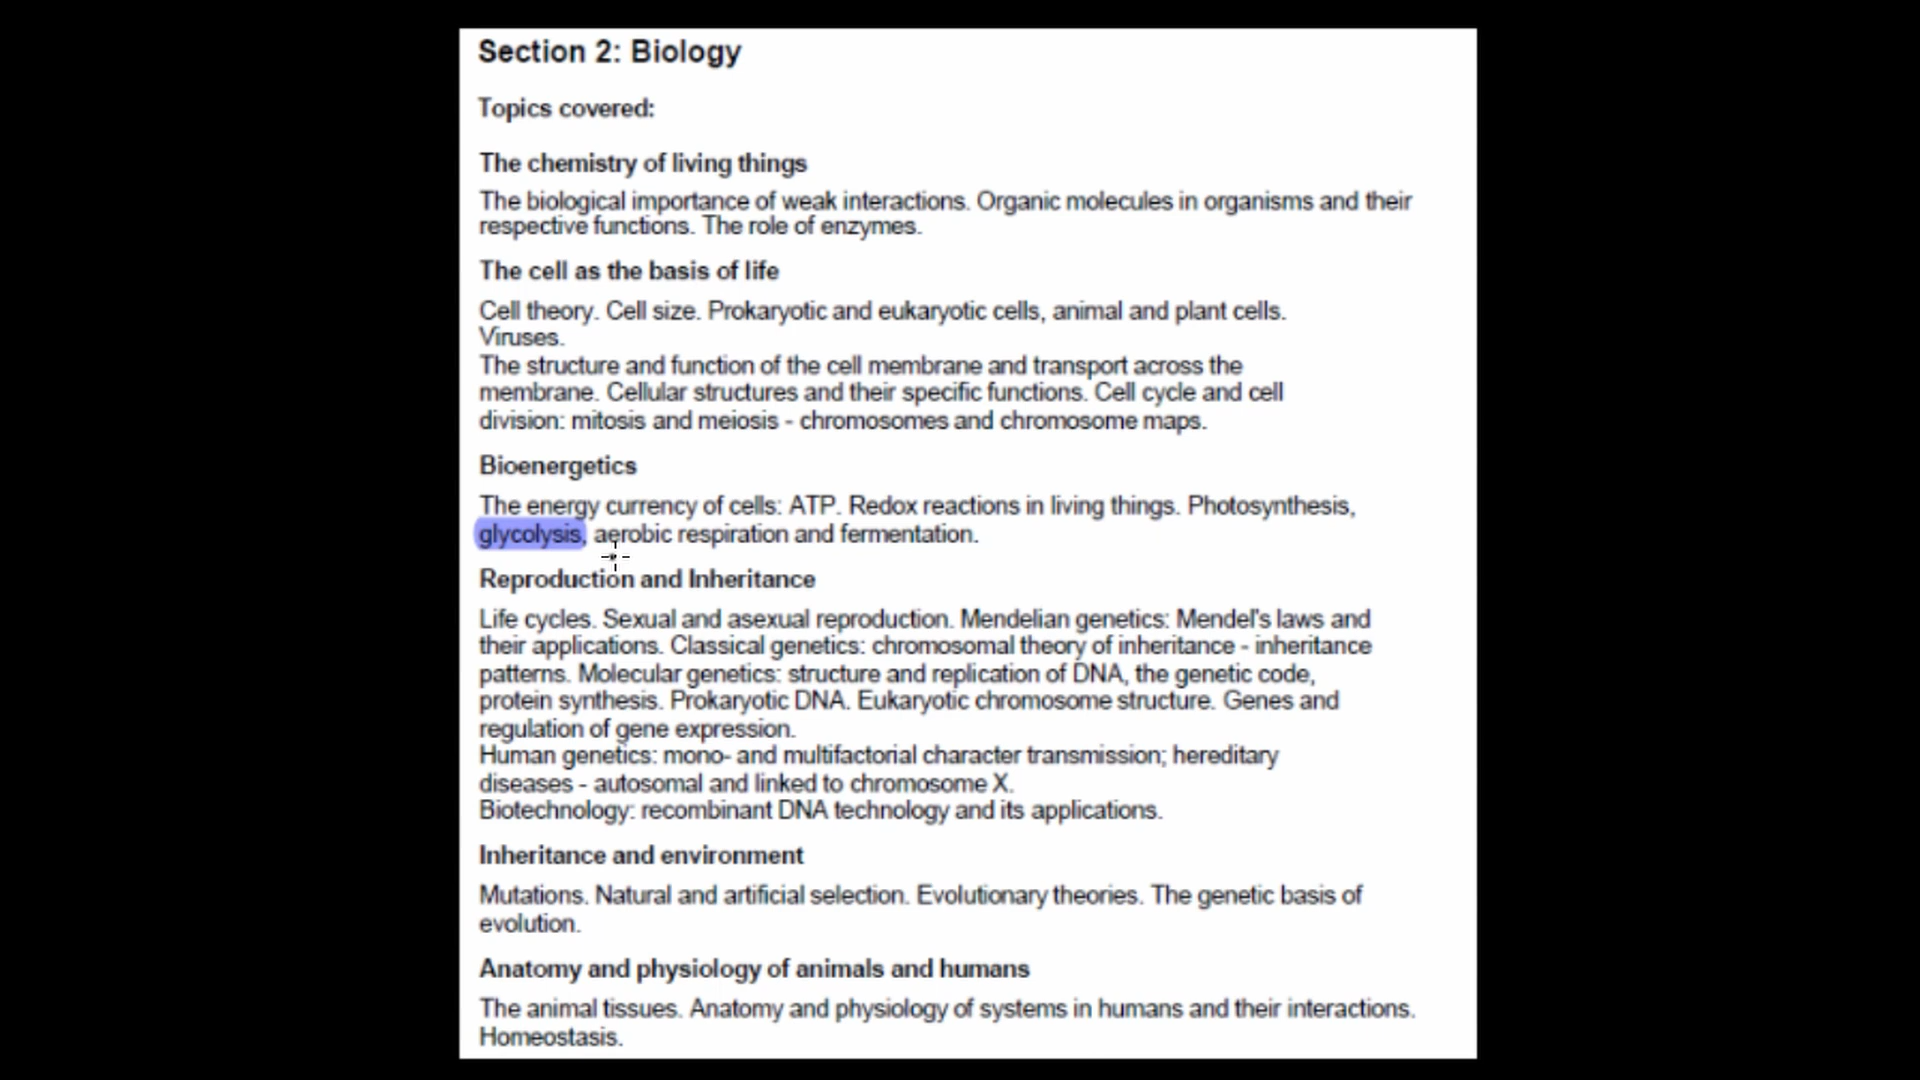 Section 2: Biology
Topics covered:
The chemistry of living things
The biological importance of weak interactions. Organic molecules in organisms and their
respective functions. The role of enzymes.
The cell as the basis of life
Cell theory. Cell size. Prokaryotic and eukaryotic cells, animal and plant cells.
Viruses.
The structure and function of the cell membrane and transport across the
membrane. Cellular structures and their specific functions. Cell cycle and cell
division: mitosis and meiosis - chromosomes and chromosome maps.
Bioenergetics
The energy currency of cells: ATP. Redox reactions in living things. Photosynthesis,
glycolysis, aerobic respiration and fermentation.
Reproduction and Inheritance
Life cycles. Sexual and asexual reproduction. Mendelian genetics: Mendel's laws and
their applications. Classical genetics: chromosomal theory of inheritance - inheritance
patterns. Molecular genetics: structure and replication of DNA, the genetic code,
protein synthesis. Prokaryotic DNA. Eukaryotic chromosome structure. Genes and
regulation of gene expression.
Human genetics: mono- and multifactorial character transmission; hereditary
diseases - autosomal and linked to chromosome X.
Biotechnology: recombinant DNA technology and its applications.
Inheritance and environment
Mutations. Natural and artificial selection. Evolutionary theories. The genetic basis of
evolution.
Anatomy and physiology of animals and humans
The animal tissues. Anatomy and physiology of systems in humans and their interactions.
Homeostasis.